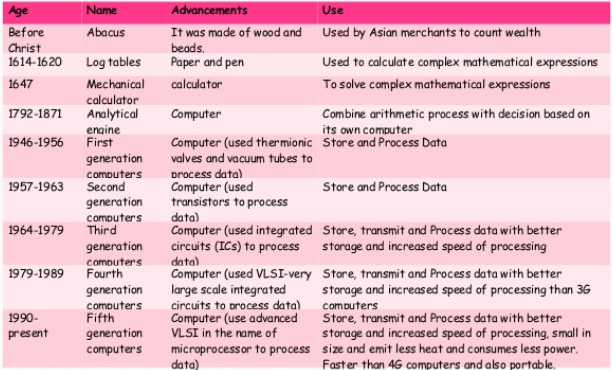 Age Name Advancements Use
Before Abacus It was made of wood and Used by Asian merchants to count wealth
Christ beads.
1614-1620 Log tables Paper and pen Used to calculate complex mathematical expressions
1647 Mechanical calculator To solve complex mathematical expressions
calculator
1792-1871 Analytical Computer Combine arithmetic process with decision based on
engine its own computer
1946-1956 First Computer (used thermionic Store and Process Data
generation valves and vacuum tubes to
computers process data)
1957-1963 Second Computer (used Store and Process Data
generation transistors to process
computers data)
1964-1979 Third Computer (used integrated Store, transmit and Process data with better
generation circuits (ICs) to process storage and increased speed of processing
computers data)
1979-1989 Fourth Computer (used VLSI-very Store, transmit and Process data with better
generation large scale integrated storage and increased speed of processing than 3G
computers circuits to process data) computers
1990- Fifth Computer (use advanced Store, transmit and Process data with better
present generation VLSI in the name of storage and increased speed of processing, small in
computers microprocessor to process size and emit less heat and consumes less power.
data) Faster than 4G computers and also portable.